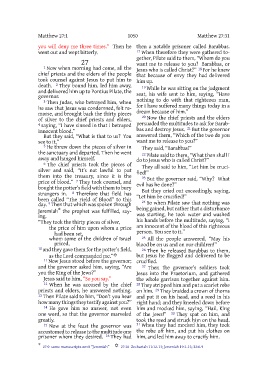 Matthew 27:1 1050 Matthew 27:31
you will deny me three times.” Then he
went out and wept bitterly.
27
1 Now when morning had come, all the
chief priests and the elders of the people
took counsel against Jesus to put him to
death. 2 They bound him, led him away,
and delivered him up to Pontius Pilate, the
governor.
3 Then Judas, who betrayed him, when
he saw that Jesus was condemned, felt re-
morse, and brought back the thirty pieces
of silver to the chief priests and elders,
4 saying, “I have sinned in that I betrayed
innocent blood.”
But they said, “What is that to us? You
see to it.”
5 He threw down the pieces of silver in
the sanctuary and departed. Then he went
away and hanged himself.
6 The chief priests took the pieces of
silver and said, “It’s not lawful to put
them into the treasury, since it is the
price of blood.” 7 They took counsel, and
bought the potter’s field with them to bury
strangers in. 8 Therefore that field has
been called “The Field of Blood” to this
day. 9 Then that which was spoken through
Jeremiah the prophet was fulfilled, say-
ing,
“They took the thirty pieces of silver,
the price of him upon whom a price
had been set,
whom some of the children of Israel
priced,
10 and they gave them for the potter’s field,
as the Lord commanded me.”
11 Now Jesus stood before the governor;
and the governor asked him, saying, “Are
you the King of the Jews?”
Jesus said to him, “So you say.”
12 When he was accused by the chief
priests and elders, he answered nothing.
13 Then Pilate said to him, “Don’t you hear
how many things they testify against you?”
14 He gave him no answer, not even
one word, so that the governor marveled
greatly.
15 Now at the feast the governor was
accustomed to release to the multitude one
prisoner whom they desired. 16 They had
then a notable prisoner called Barabbas.
17 When therefore they were gathered to-
gether, Pilate said to them, “Whom do you
want me to release to you? Barabbas, or
Jesus who is called Christ?” 18 For he knew
that because of envy they had delivered
him up.
19 While he was sitting on the judgment
seat, his wife sent to him, saying, “Have
nothing to do with that righteous man,
for I have suffered many things today in a
dream because of him.”
20 Now the chief priests and the elders
persuaded the multitudes to ask for Barab-
bas and destroy Jesus. 21 But the governor
answered them, “Which of the two do you
want me to release to you?”
They said, “Barabbas!”
22 Pilate said to them, “What then shall I
do to Jesus who is called Christ?”
They all said to him, “Let him be cruci-
fied!”
23 But the governor said, “Why? What
evil has he done?”
But they cried out exceedingly, saying,
“Let him be crucified!”
24 So when Pilate saw that nothing was
being gained, but rather that a disturbance
was starting, he took water and washed
his hands before the multitude, saying, “I
am innocent of the blood of this righteous
person. You see to it.”
25 All the people answered, “May his
blood be on us and on our children!”
26 Then he released Barabbas to them,
but Jesus he flogged and delivered to be
crucified.
27 Then the governor’s soldiers took
Jesus into the Praetorium, and gathered
the whole garrison together against him.
28 They stripped him and put a scarlet robe
on him. 29 They braided a crown of thorns
and put it on his head, and a reed in his
right hand; and they kneeled down before
him and mocked him, saying, “Hail, King
of the Jews!” 30 They spat on him, and
took the reed and struck him on the head.
31 When they had mocked him, they took
the robe off him, and put his clothes on
him, and led him away to crucify him.